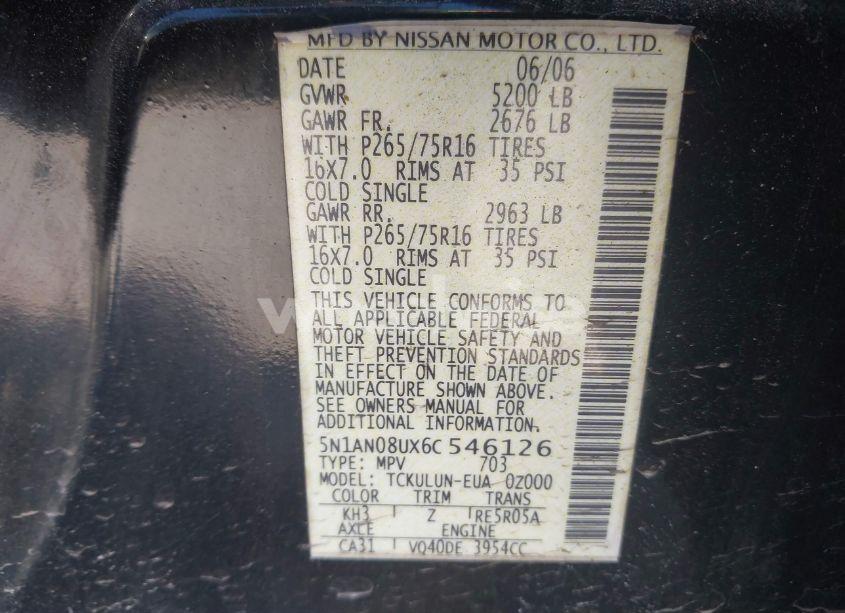 MFD BY NISSAN MOTOR CO., LTD.
DATE 06/06
GVWR 5200 LB
GAWR FR. 2676 LB
WITH P265/75R16 TIRES
16X7.0 RIMS AT 35 PSI
COLD SINGLE
GAWR RR. 2963 LB
WITH P265/75R16 TIRES
16X7.0 RIMS AT 35 PSI
COLD SINGLE
THIS VEHICLE CONFORMS TO
ALL APPLICABLE FEDERAL
MOTOR VEHICLE SAFETY AND
THEFT PREVENTION STANDARDS
IN EFFECT ON THE DATE OF
MANUFACTURE SHOWN ABOVE.
SEE OWNERS MANUAL FOR
ADDITIONAL INFORMATION.
5N1AN08UX6C546126
TYPE: MPV 703
MODEL: TCKULUN-EUA 0Z000
COLOR TRIM TRANS
KH3 Z RE5R05A
AXLE ENGINE
CA31 VQ40DE 3954CC